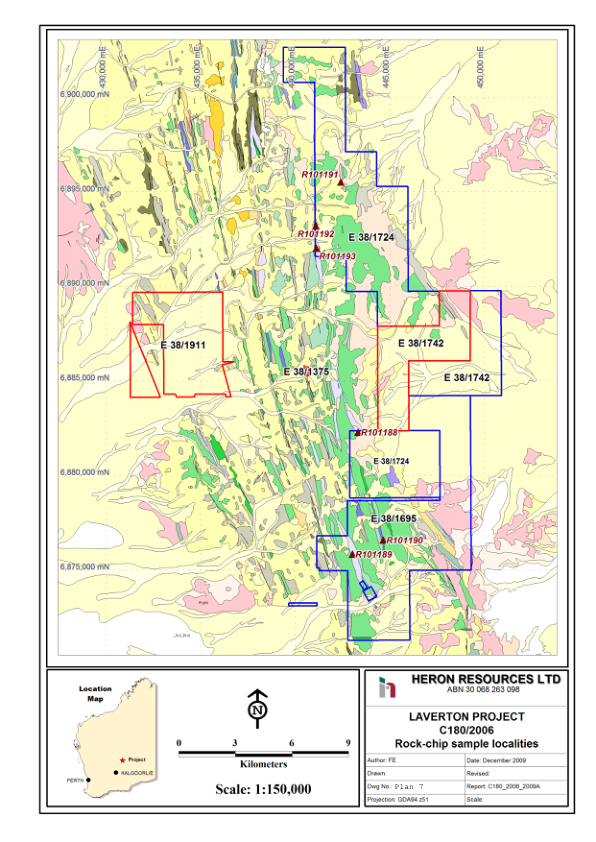 430,000 mE
435,000 mE
440,000 mE
445,000 mE
450,000 mE
6,900,000 mN
6,895,000 mN
6,890,000 mN
6,885,000 mN
6,880,000 mN
6,875,000 mN
R101191
R101192
E 38/1724
R101193
E 38/1911
E 38/1742
E 38/1375
E 38/1742
R101188
E 38/1724
E 38/1695
R101190
R101189
Location
Map
Project
KALGOORLIE
PERTH
N
0 3 6 9
Kilometers
Scale: 1:150,000
HERON RESOURCES LTD
ABN 30 068 263 098
LAVERTON PROJECT
C180/2006
Rock-chip sample localities
Author: FE
Date: December 2009
Drawn:
Revised:
Dwg No.: Plan 7
Report: C180_2006_2009A
Projection: GDA94 z51
Scale: